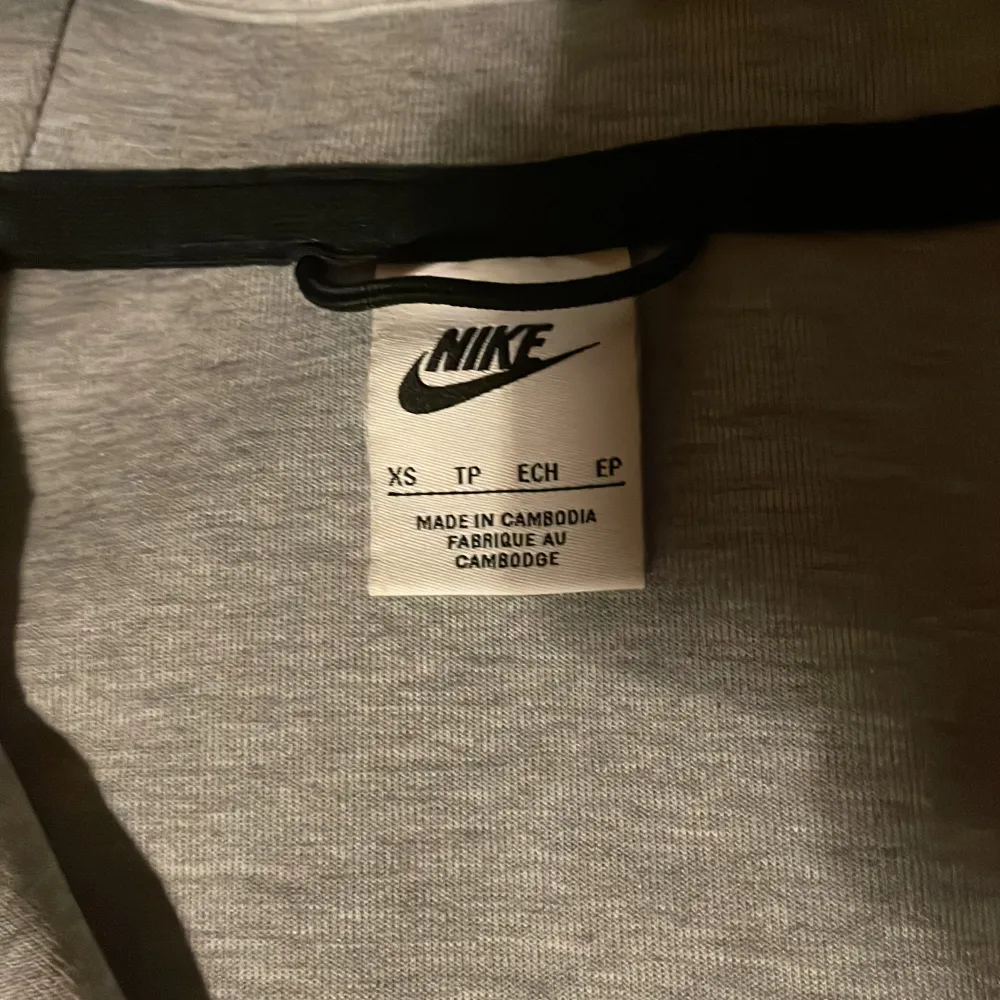 NIKE
XS TP ECH EP
MADE IN CAMBODIA
FABRIQUE AU
CAMBODGE